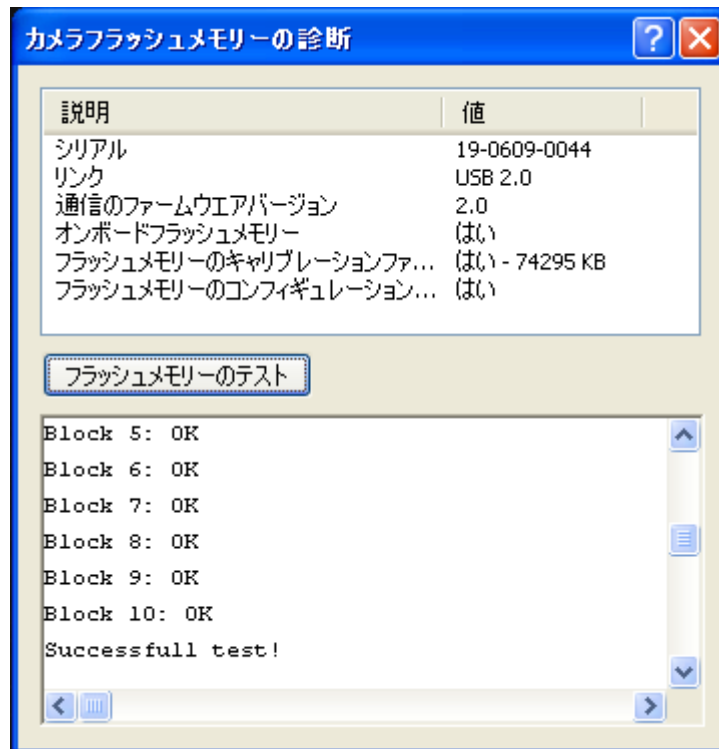 カメラフラッシュメモリーの診断
説明 値
シリアル 19-0609-0044
リンク USB 2.0
通信のファームウエアバージョン 2.0
オンボードフラッシュメモリー はい
フラッシュメモリーのキャリブレーションファ... はい - 74295 KB
フラッシュメモリーのコンフィギュレーション... はい
フラッシュメモリーのテスト
Block 5: OK
Block 6: OK
Block 7: OK
Block 8: OK
Block 9: OK
Block 10: OK
Successfull test!